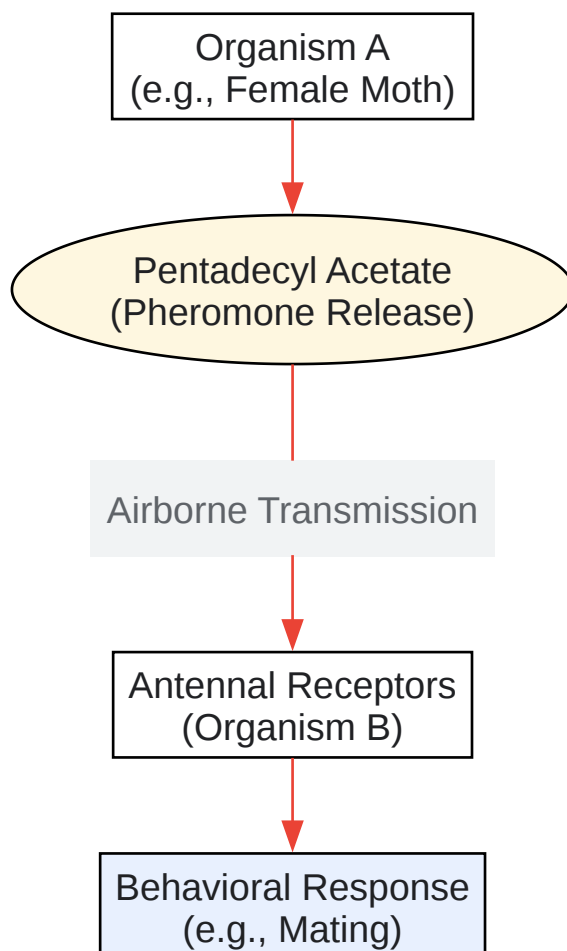 Organism A
(e.g., Female Moth)
Pentadecyl Acetate
(Pheromone Release)
Airborne Transmission
Antennal Receptors
(Organism B)
Behavioral Response
(e.g., Mating)